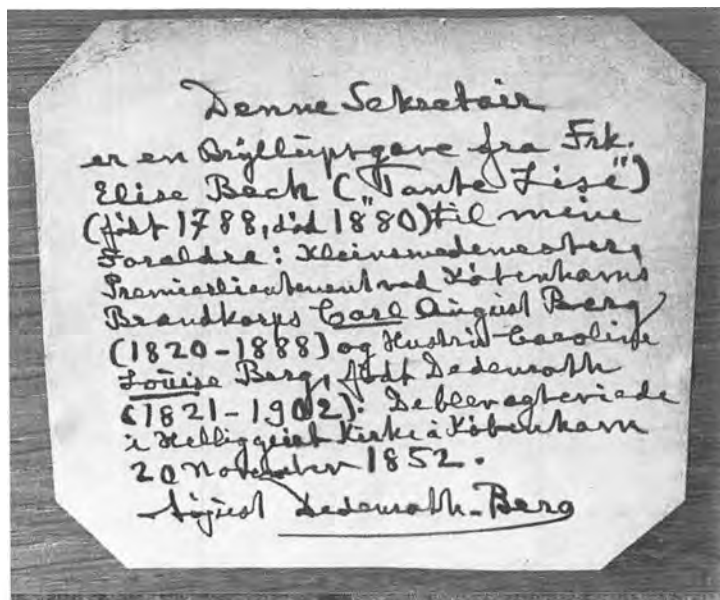 Denne Sekretair
er en Bryllupsgave fra Frk.
Elise Beck („Tante Lise“)
(født 1788, død 1880) til mine
Forældre: Kleinsmedemester,
Premierlieutenant ved Københavns
Brandkorps Carl August Berg
(1820-1888) og Hustru Caroline
Louise Berg, født Dedenroth
(1821-1902). De blev ægteviede
i Helliggeist Kirke i København
20 November 1852.
August Dedenroth-Berg